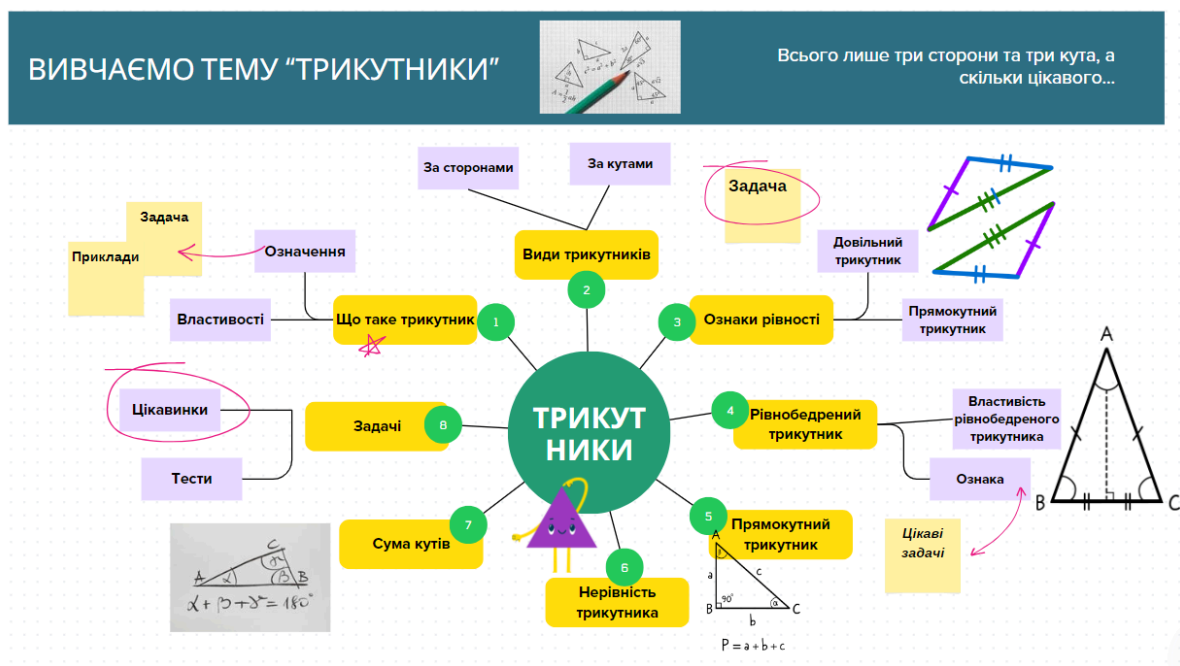 ВИВЧАЄМО ТЕМУ “ТРИКУТНИКИ”
Всього лише три сторони та три кута, а
скільки цікавого...
За сторонами
За кутами
Види трикутників
2
Задача
Приклади
Означення
Властивості
Що таке трикутник
1
Задача
Довільний
трикутник
Прямокутний
трикутник
3
Ознаки рівності
ТРИКУТ
НИКИ
4
Рівнобедрений
трикутник
Властивість
рівнобедреного
трикутника
Ознака
Цікаві
задачі
A
B
C
5
Прямокутний
трикутник
A
a
c
B
90°
α
C
b
P = a + b + c
6
Нерівність
трикутника
7
Сума кутів
C
A
α
γ
β
B
α + β + γ = 180°
8
Задачі
Цікавинки
Тести